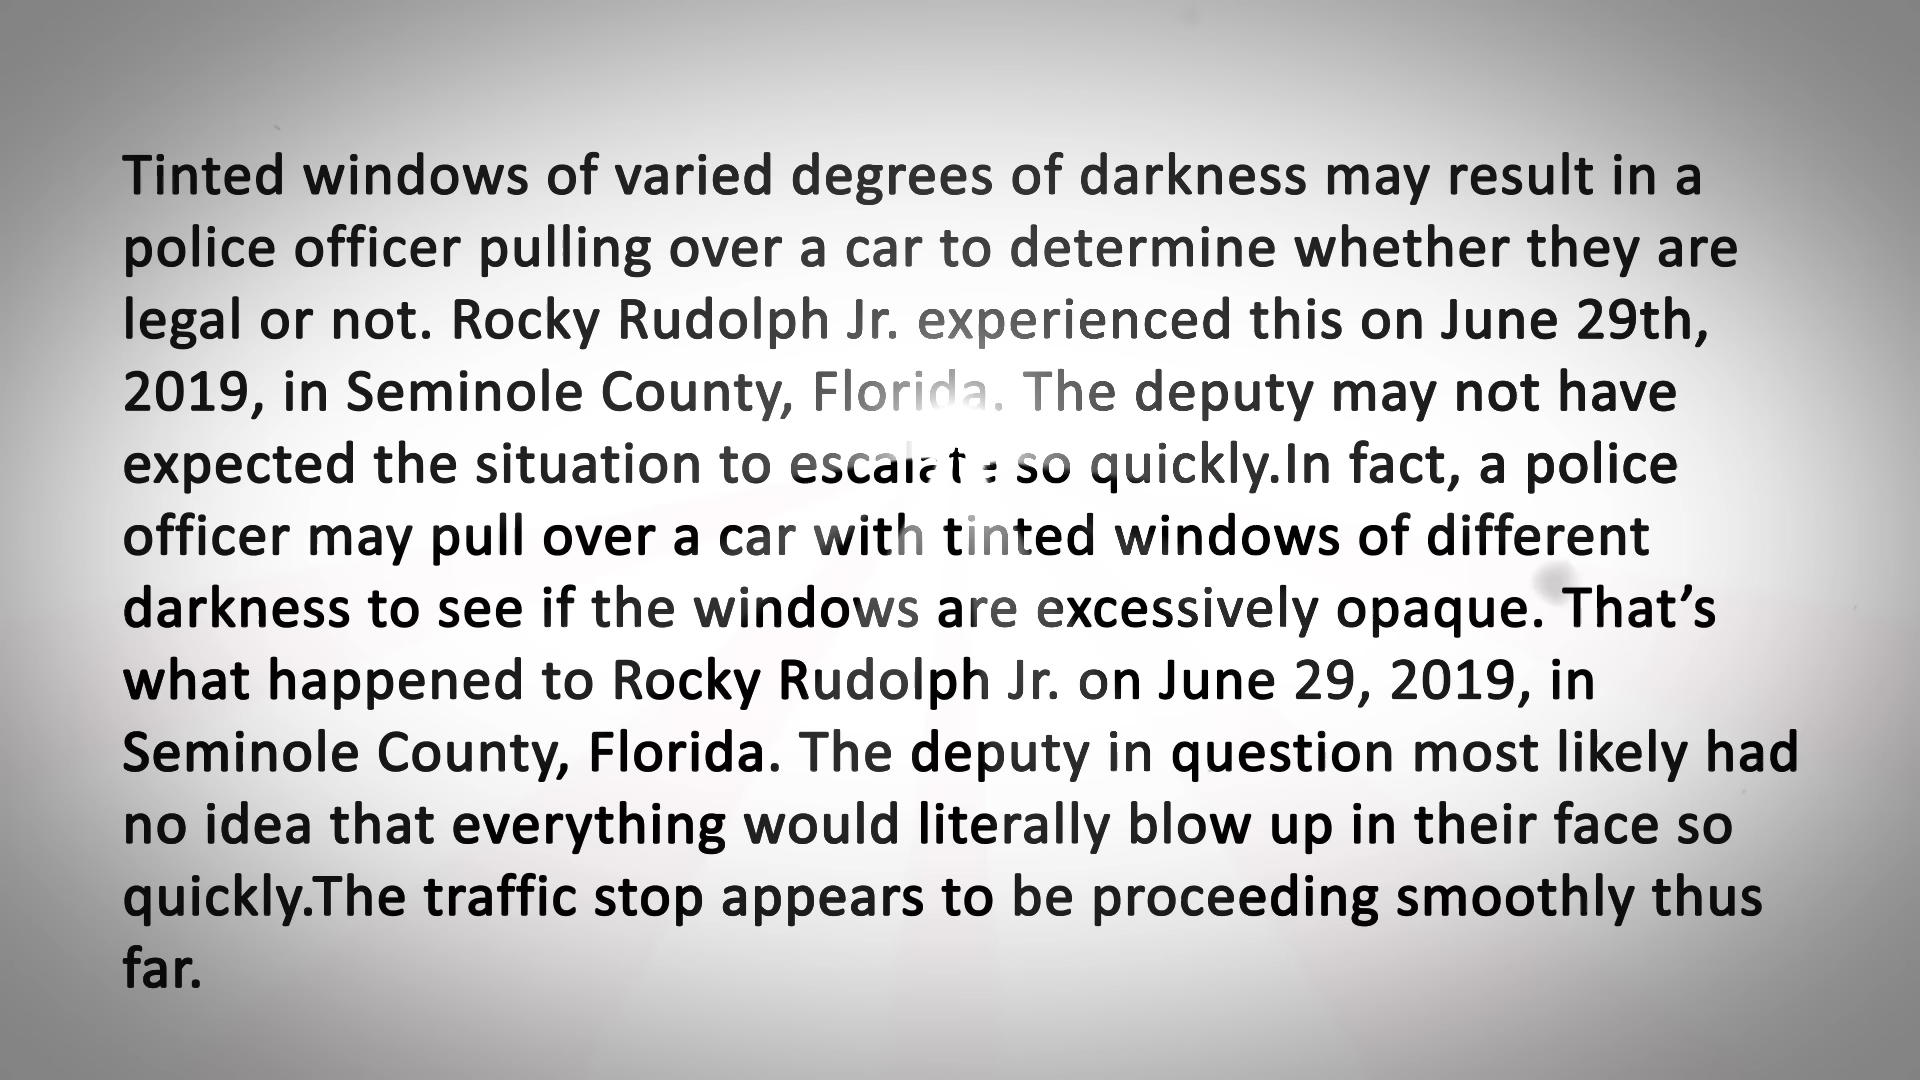 Tinted windows of varied degrees of darkness may result in a
police officer pulling over a car to determine whether they are
legal or not. Rocky Rudolph Jr. experienced this on June 29th,
2019, in Seminole County, Florida. The deputy may not have
expected the situation to escalate so quickly.In fact, a police
officer may pull over a car with tinted windows of different
darkness to see if the windows are excessively opaque. That’s
what happened to Rocky Rudolph Jr. on June 29, 2019, in
Seminole County, Florida. The deputy in question most likely had
no idea that everything would literally blow up in their face so
quickly.The traffic stop appears to be proceeding smoothly thus
far.